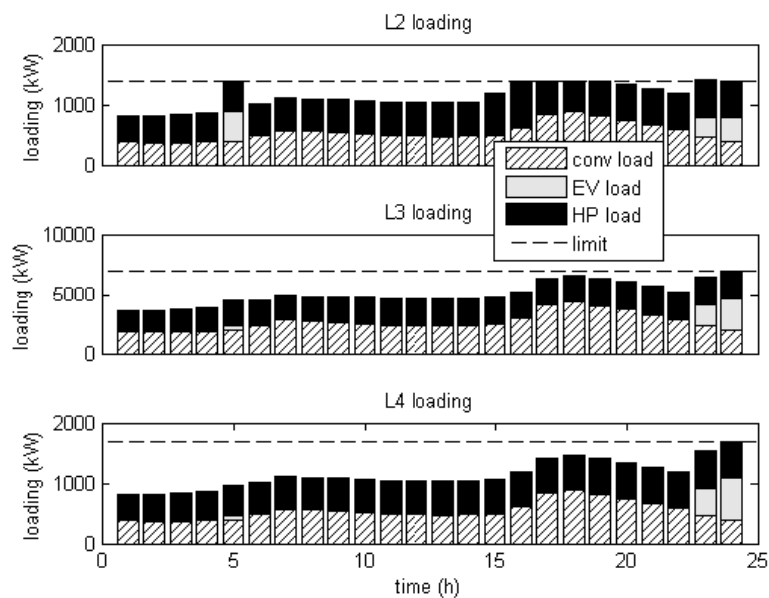 L2 loading
2000
1000
0
loading (kW)
conv load
EV load
HP load
limit
L3 loading
10000
5000
0
loading (kW)
L4 loading
2000
1000
0
loading (kW)
0 5 10 15 20 25
time (h)